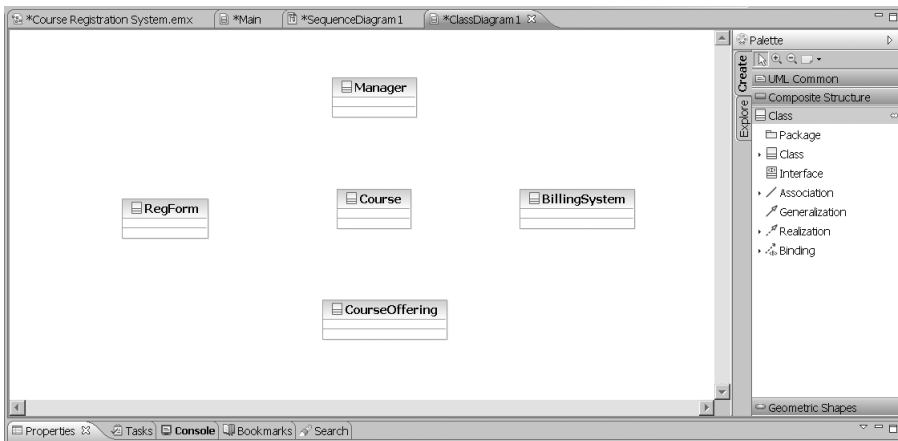 *Course Registration System.emx
*Main
*SequenceDiagram1
*ClassDiagram1
Palette
Create
Explore
UML Common
Composite Structure
Class
Package
Class
Interface
Association
Generalization
Realization
Binding
Geometric Shapes
Manager
RegForm
Course
BillingSystem
CourseOffering
Properties
Tasks
Console
Bookmarks
Search